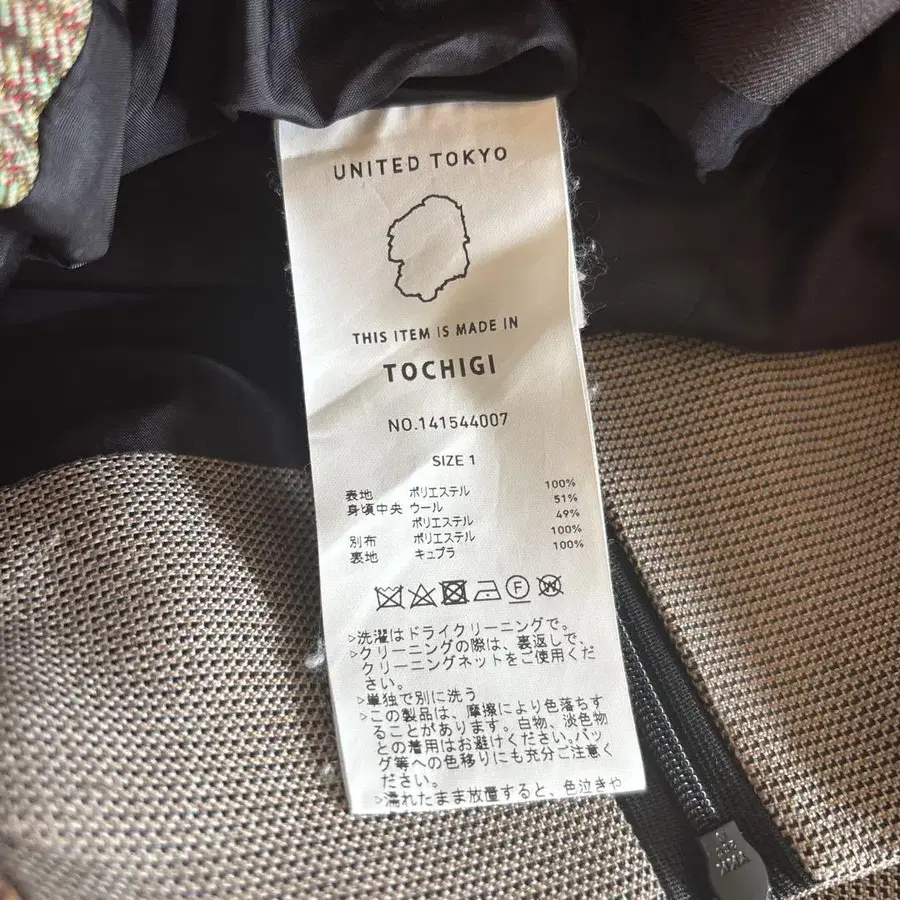 UNITED TOKYO
THIS ITEM IS MADE IN
TOCHIGI
NO.141544007
SIZE 1
表地 ポリエステル 100%
身頃中央 ウール 51%
ポリエステル 49%
別布 ポリエステル 100%
裏地 キュプラ 100%
F
W
▷洗濯はドライクリーニングで。
▷クリーニングの際は、裏返しで、
クリーニングネットをご使用くだ
さい。
▷単独で別に洗う
▷この製品は、摩擦により色落ちす
ることがあります。白物、淡色物
との着用はお避けください。バッ
グ等への色移りにも充分ご注意く
ださい。
▷濡れたまま放置すると、色泣きや